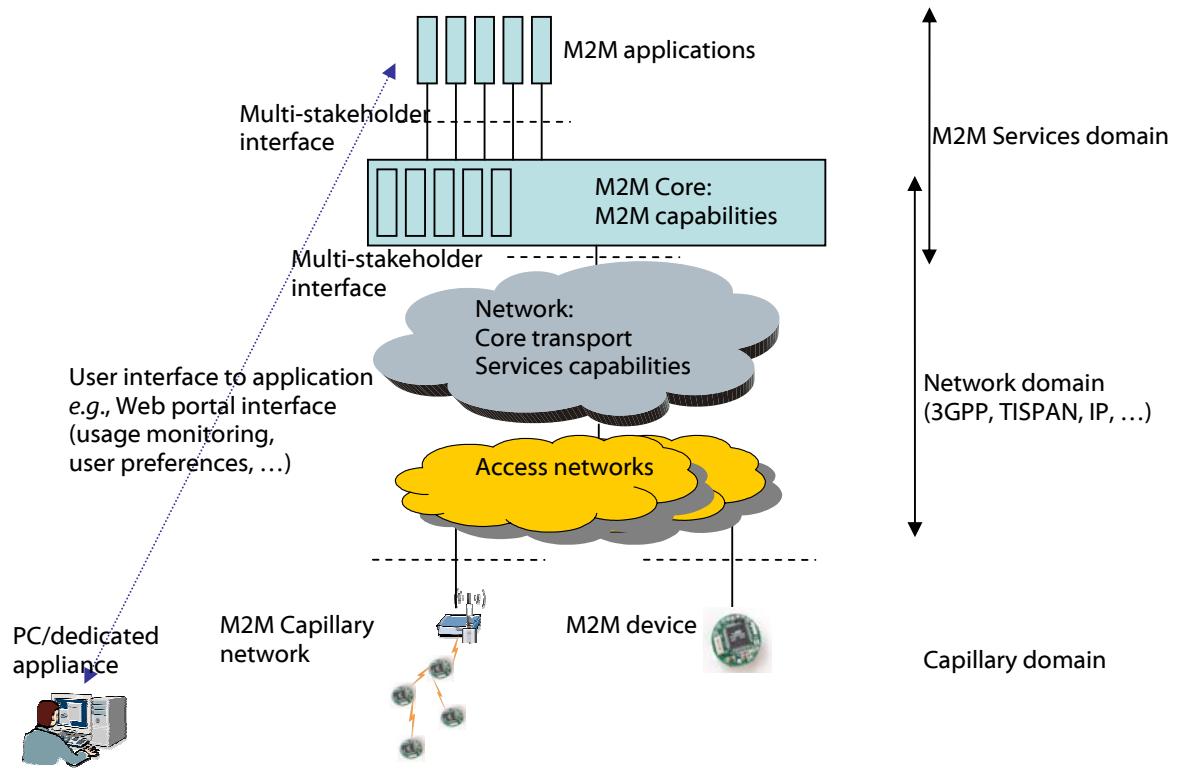 M2M applications
Multi-stakeholder
interface
M2M Services domain
M2M Core:
M2M capabilities
Multi-stakeholder
interface
Network:
Core transport
Services capabilities
User interface to application
e.g., Web portal interface
(usage monitoring,
user preferences, …)
Network domain
(3GPP, TISPAN, IP, …)
Access networks
PC/dedicated
appliance
M2M Capillary
network
M2M device
Capillary domain